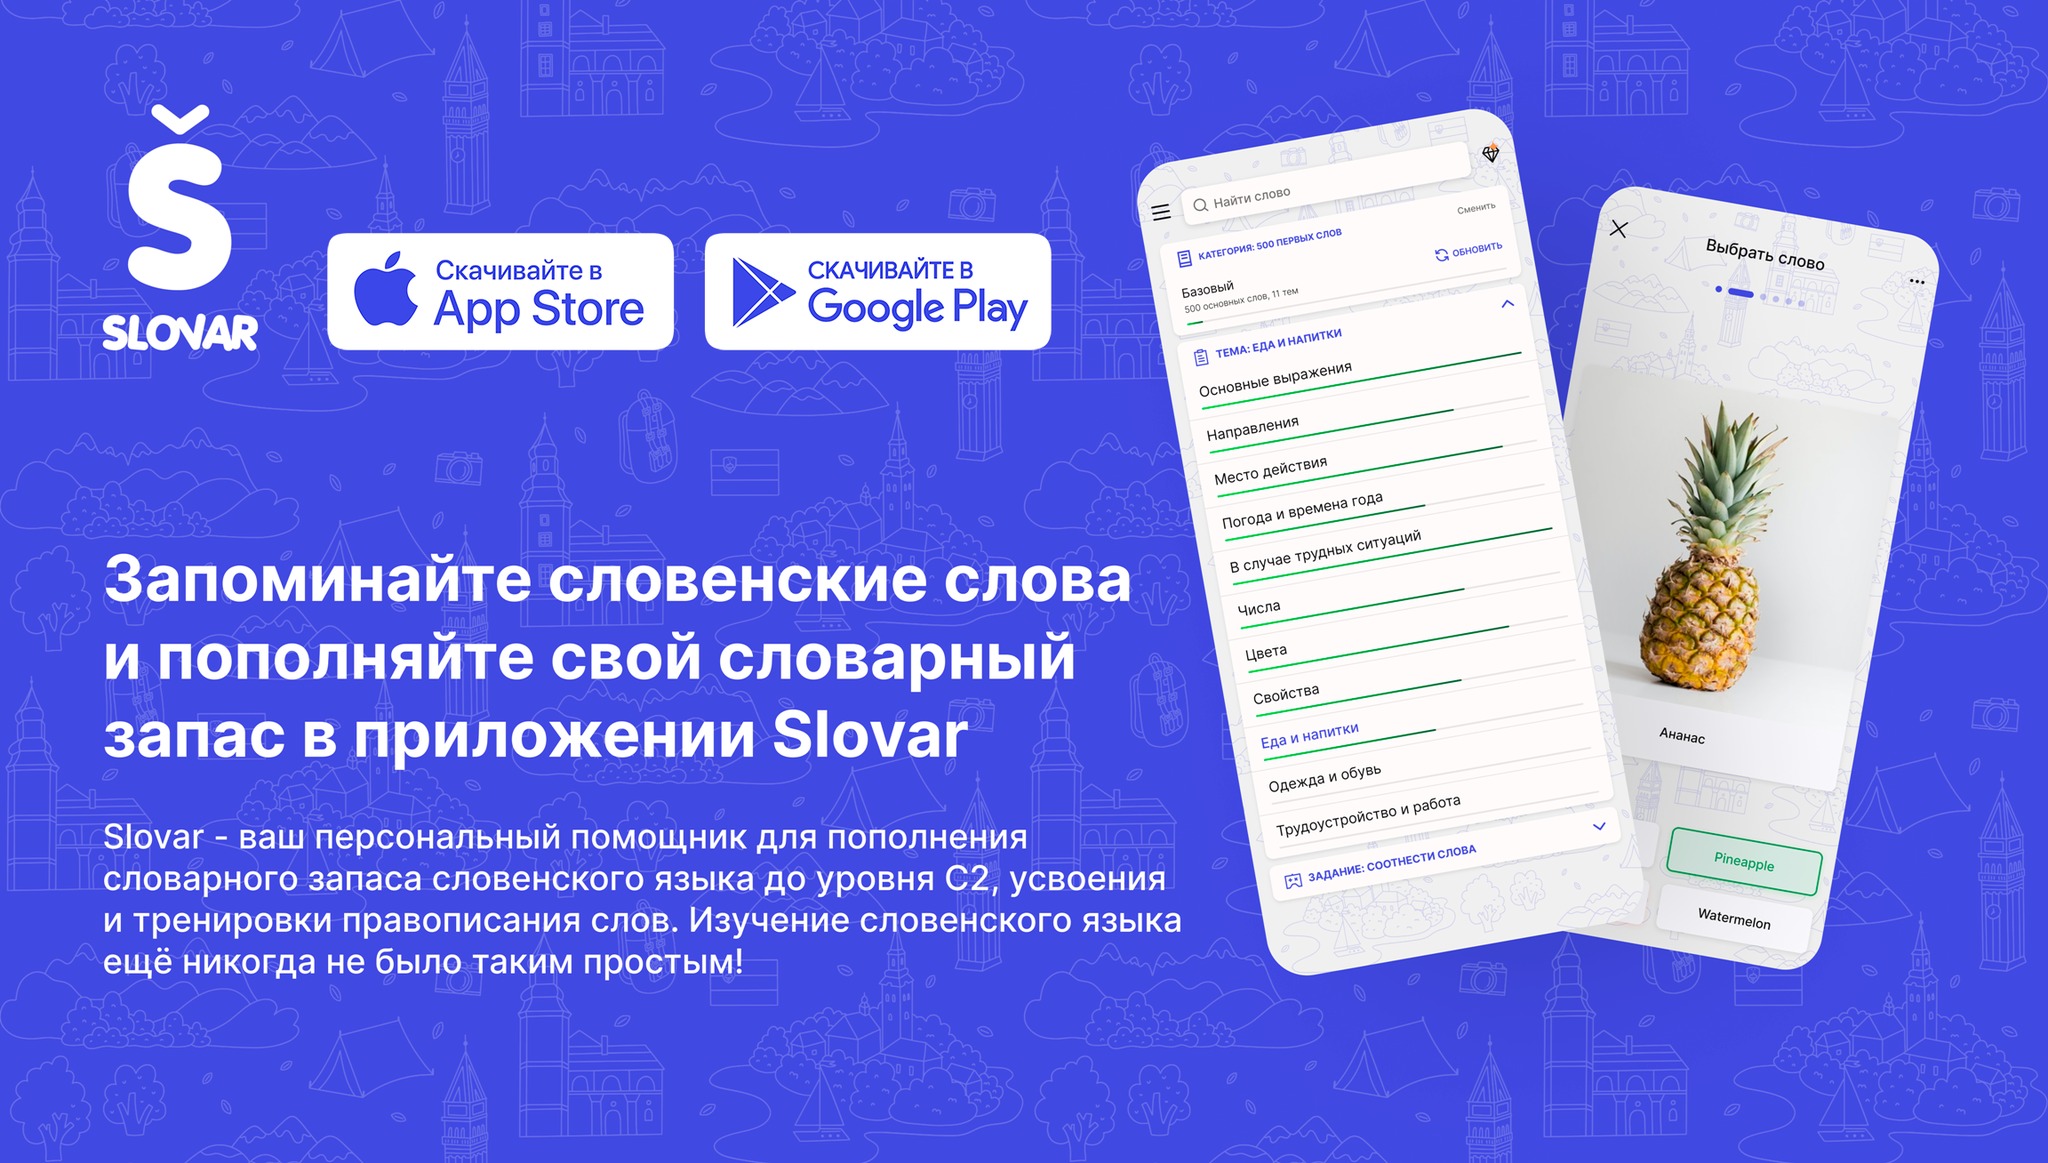 Š
SLOVAR
Скачивайте в
App Store
СКАЧИВАЙТЕ В
Google Play
Запоминайте словенские слова
и пополняйте свой словарный
запас в приложении Slovar
Slovar - ваш персональный помощник для пополнения
словарного запаса словенского языка до уровня С2, усвоения
и тренировки правописания слов. Изучение словенского языка
ещё никогда не было таким простым!
Найти слово
КАТЕГОРИЯ: 500 ПЕРВЫХ СЛОВ
Сменить
Базовый
ОБНОВИТЬ
500 основных слов, 11 тем
ТЕМА: ЕДА И НАПИТКИ
Основные выражения
Направления
Место действия
Погода и времена года
В случае трудных ситуаций
Числа
Цвета
Свойства
Еда и напитки
Одежда и обувь
Трудоустройство и работа
ЗАДАНИЕ: СООТНЕСТИ СЛОВА
Выбрать слово
Ананас
Pineapple
Watermelon